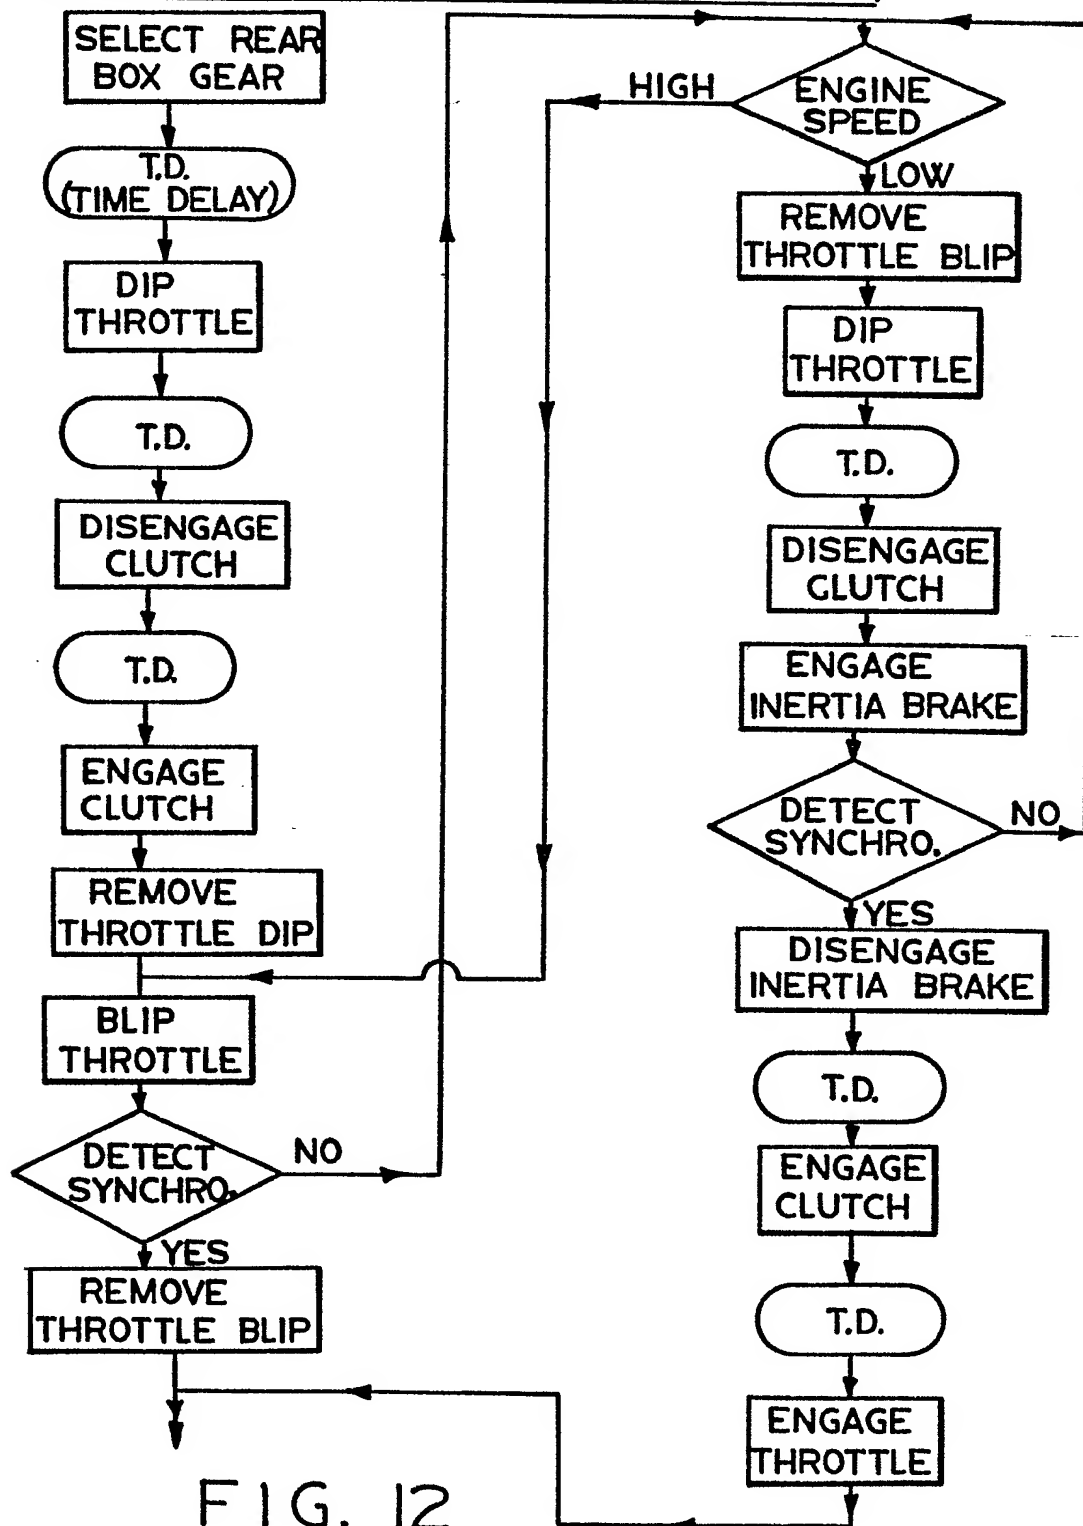 SELECT REAR
BOX GEAR
T.D.
(TIME DELAY)
DIP
THROTTLE
T.D.
DISENGAGE
CLUTCH
T.D.
ENGAGE
CLUTCH
REMOVE
THROTTLE DIP
BLIP
THROTTLE
DETECT
SYNCHRO.
NO
YES
REMOVE
THROTTLE BLIP
HIGH
ENGINE
SPEED
LOW
REMOVE
THROTTLE BLIP
DIP
THROTTLE
T.D.
DISENGAGE
CLUTCH
ENGAGE
INERTIA BRAKE
DETECT
SYNCHRO.
NO
YES
DISENGAGE
INERTIA BRAKE
T.D.
ENGAGE
CLUTCH
T.D.
ENGAGE
THROTTLE
FIG. 12